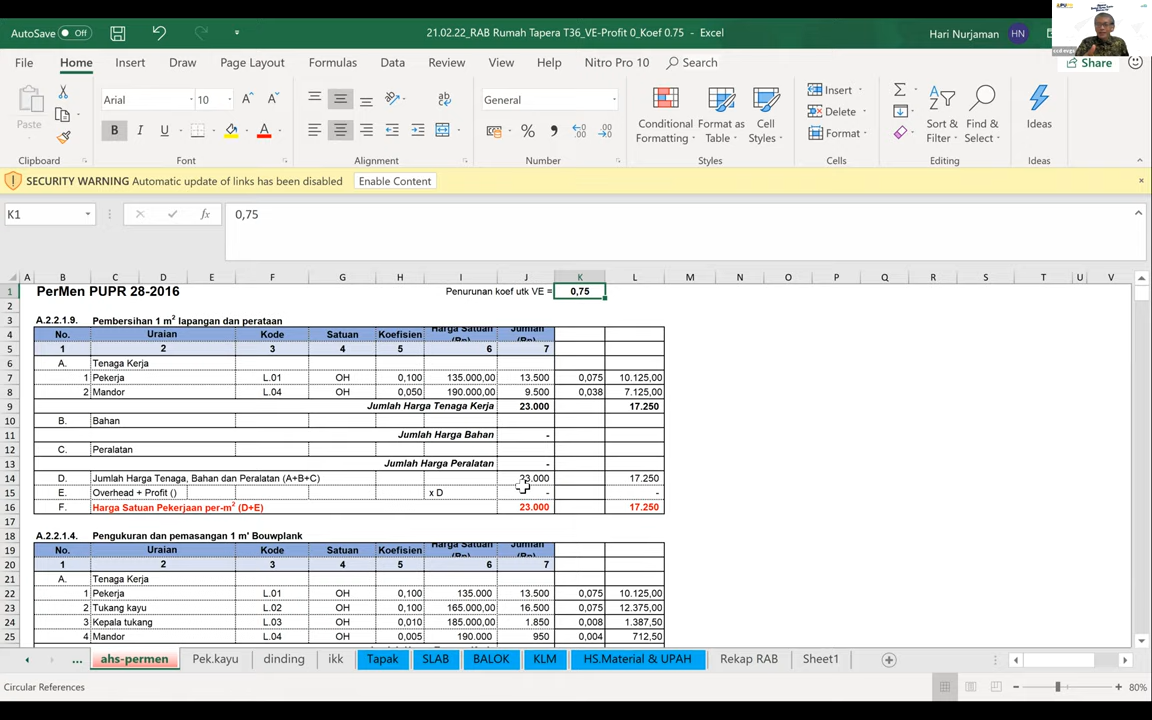 AutoSave Off 21.02.22_RAB Rumah Tapera T36_VE-Profit 0_Koef 0.75 - Excel Hari Nurjaman HN
File Home Insert Draw Page Layout Formulas Data Review View Help Nitro Pro 10 Search Share
Paste Arial 10 General Conditional Formatting Format as Table Cell Styles Insert Delete Format Sort & Filter Find & Select Ideas
Clipboard Font Alignment Number Styles Cells Editing Ideas
SECURITY WARNING Automatic update of links has been disabled Enable Content
K1 fx 0,75
A B C D E F G H I J K L M N O P Q R S T U V
1 PerMen PUPR 28-2016 Penurunan koef utk VE = 0,75
2
3 A.2.2.1.9. Pembersihan 1 m2 lapangan dan perataan
4 No. Uraian Kode Satuan Koefisien Harga Satuan (Rp) Jumlah (Rp)
5 1 2 3 4 5 6 7
6 A. Tenaga Kerja
7 1 Pekerja L.01 OH 0,100 135.000,00 13.500 0,075 10.125,00
8 2 Mandor L.04 OH 0,050 190.000,00 9.500 0,038 7.125,00
9 Jumlah Harga Tenaga Kerja 23.000 17.250
10 B. Bahan
11 Jumlah Harga Bahan -
12 C. Peralatan
13 Jumlah Harga Peralatan -
14 D. Jumlah Harga Tenaga, Bahan dan Peralatan (A+B+C) 23.000 17.250
15 E. Overhead + Profit () x D - -
16 F. Harga Satuan Pekerjaan per-m2 (D+E) 23.000 17.250
17
18 A.2.2.1.4. Pengukuran dan pemasangan 1 m' Bouwplank
19 No. Uraian Kode Satuan Koefisien Harga Satuan (Rp) Jumlah (Rp)
20 1 2 3 4 5 6 7
21 A. Tenaga Kerja
22 1 Pekerja L.01 OH 0,100 135.000 13.500 0,075 10.125,00
23 2 Tukang kayu L.02 OH 0,100 165.000,00 16.500 0,075 12.375,00
24 3 Kepala tukang L.03 OH 0,010 185.000,00 1.850 0,008 1.387,50
25 4 Mandor L.04 OH 0,005 190.000 950 0,004 712,50
... ahs-permen Pek.kayu dinding ikk Tapak SLAB BALOK KLM HS.Material & UPAH Rekap RAB Sheet1
Circular References 80%